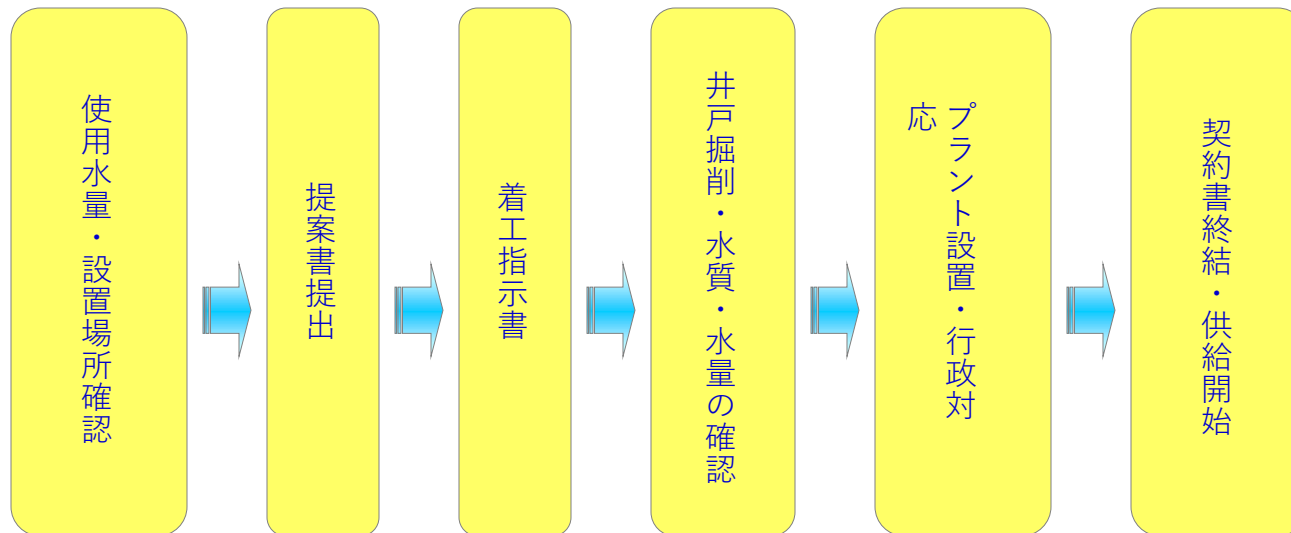 使用水量・設置場所確認
提案書提出
着工指示書
井戸掘削・水質・水量の確認
プラント設置・行政対
応
契約書終結・供給開始